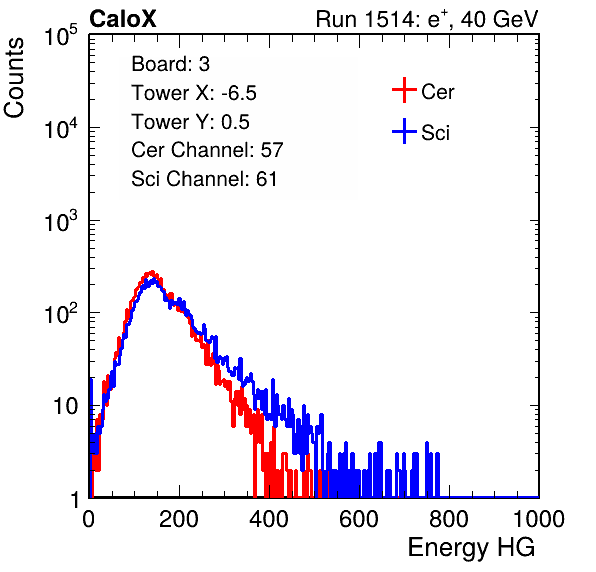 CaloX Run 1514: e⁺, 40 GeV
Counts
Board: 3
Tower X: -6.5
Tower Y: 0.5
Cer Channel: 57
Sci Channel: 61
Cer
Sci
10⁵
10⁴
10³
10²
10
1
0 200 400 600 800 1000
Energy HG